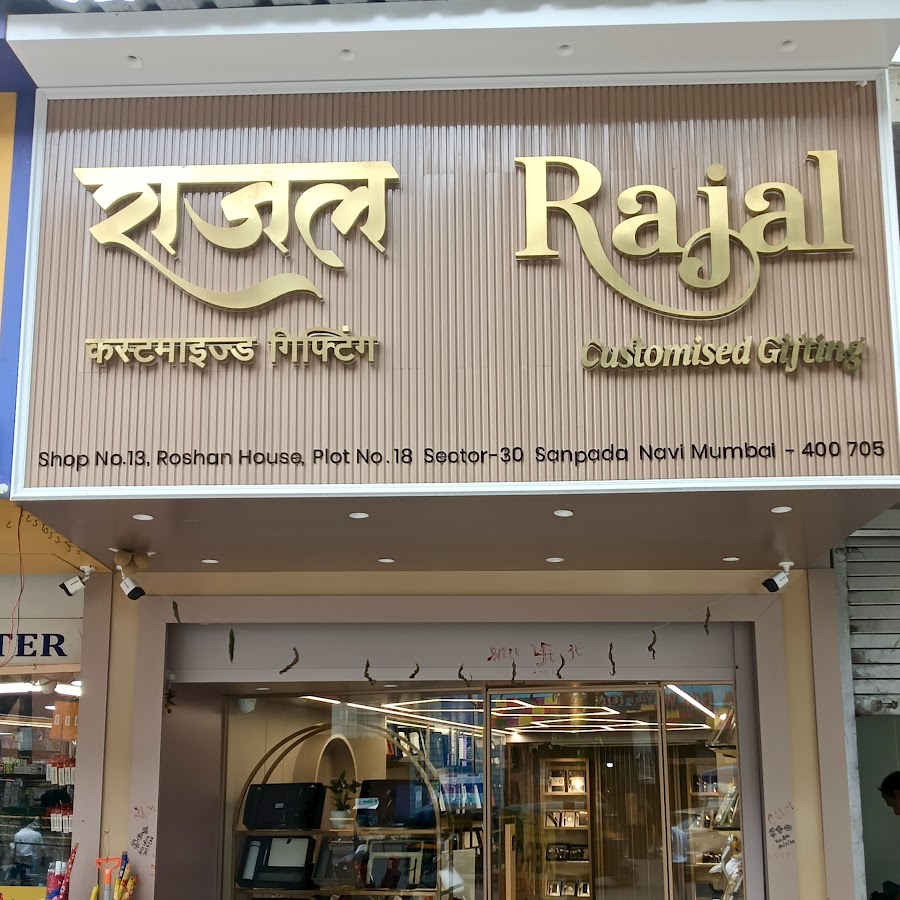 राजल
Rajal
कस्टमाइज्ड गिफ्टिंग
Customised Gifting
Shop No.13, Roshan House, Plot No.18 Sector-30 Sanpada Navi Mumbai - 400 705
TER